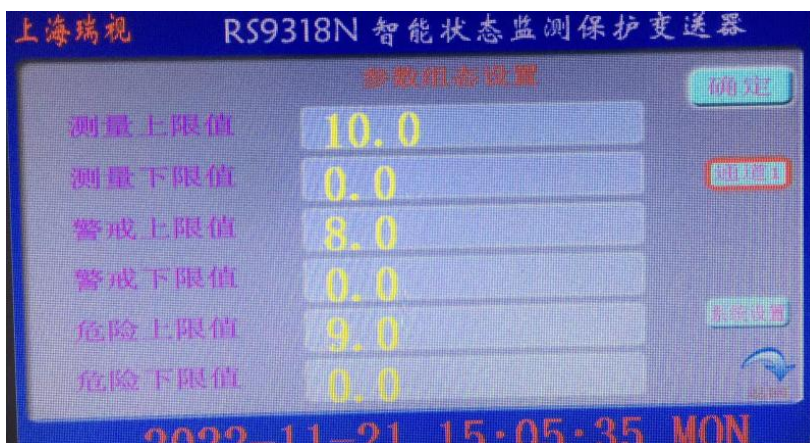 上海瑞视 RS9318N 智能状态监测保护变送器
参数组态设置
确定
测量上限值 10.0
测量下限值 0.0
通道1
警戒上限值 8.0
警戒下限值 0.0
危险上限值 9.0
系统设置
危险下限值 0.0
2022-11-21 15:05:35 MON